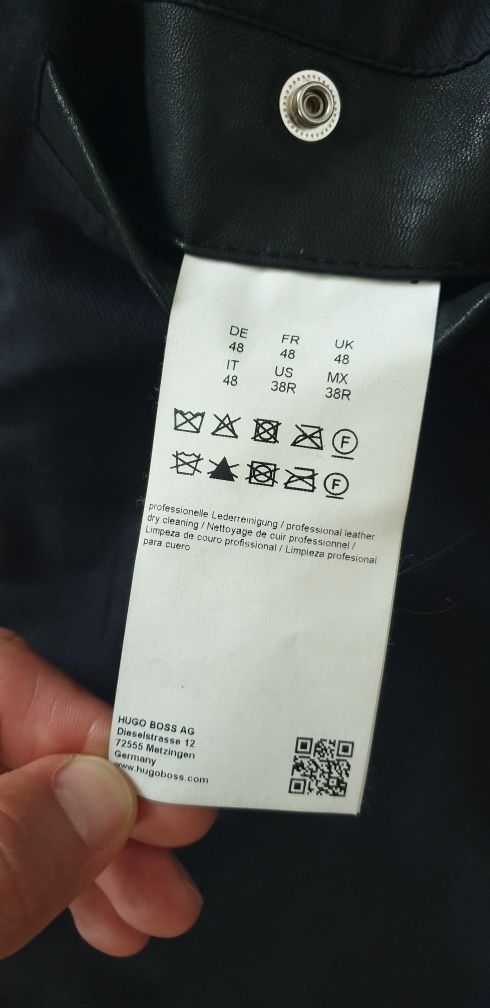 DE FR UK
48 48 48
IT US MX
48 38R 38R
F
F
professionelle Lederreinigung / professional leather
dry cleaning / Nettoyage de cuir professionnel /
Limpeza de couro profissional / Limpieza profesional
para cuero
HUGO BOSS AG
Dieselstrasse 12
72555 Metzingen
Germany
www.hugoboss.com